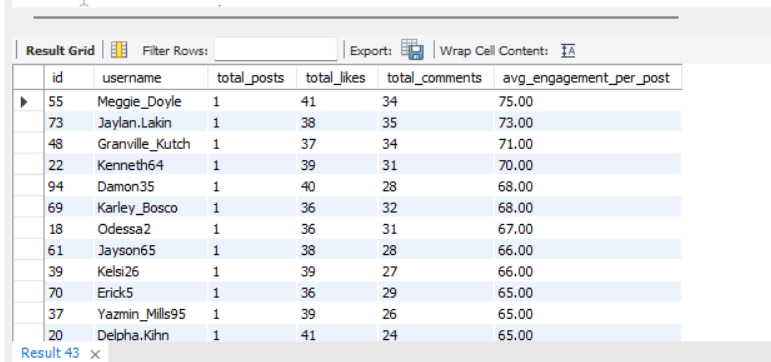 Result Grid Filter Rows: Export: Wrap Cell Content: IA
id username total_posts total_likes total_comments avg_engagement_per_post
55 Meggie_Doyle 1 41 34 75.00
73 Jaylan.Lakin 1 38 35 73.00
48 Granville_Kutch 1 37 34 71.00
22 Kenneth64 1 39 31 70.00
94 Damon35 1 40 28 68.00
69 Karley_Bosco 1 36 32 68.00
18 Odessa2 1 36 31 67.00
61 Jayson65 1 38 28 66.00
39 Kelsi26 1 39 27 66.00
70 Erick5 1 36 29 65.00
37 Yazmin_Mills95 1 39 26 65.00
20 Delpha.Kihn 1 41 24 65.00
Result 43